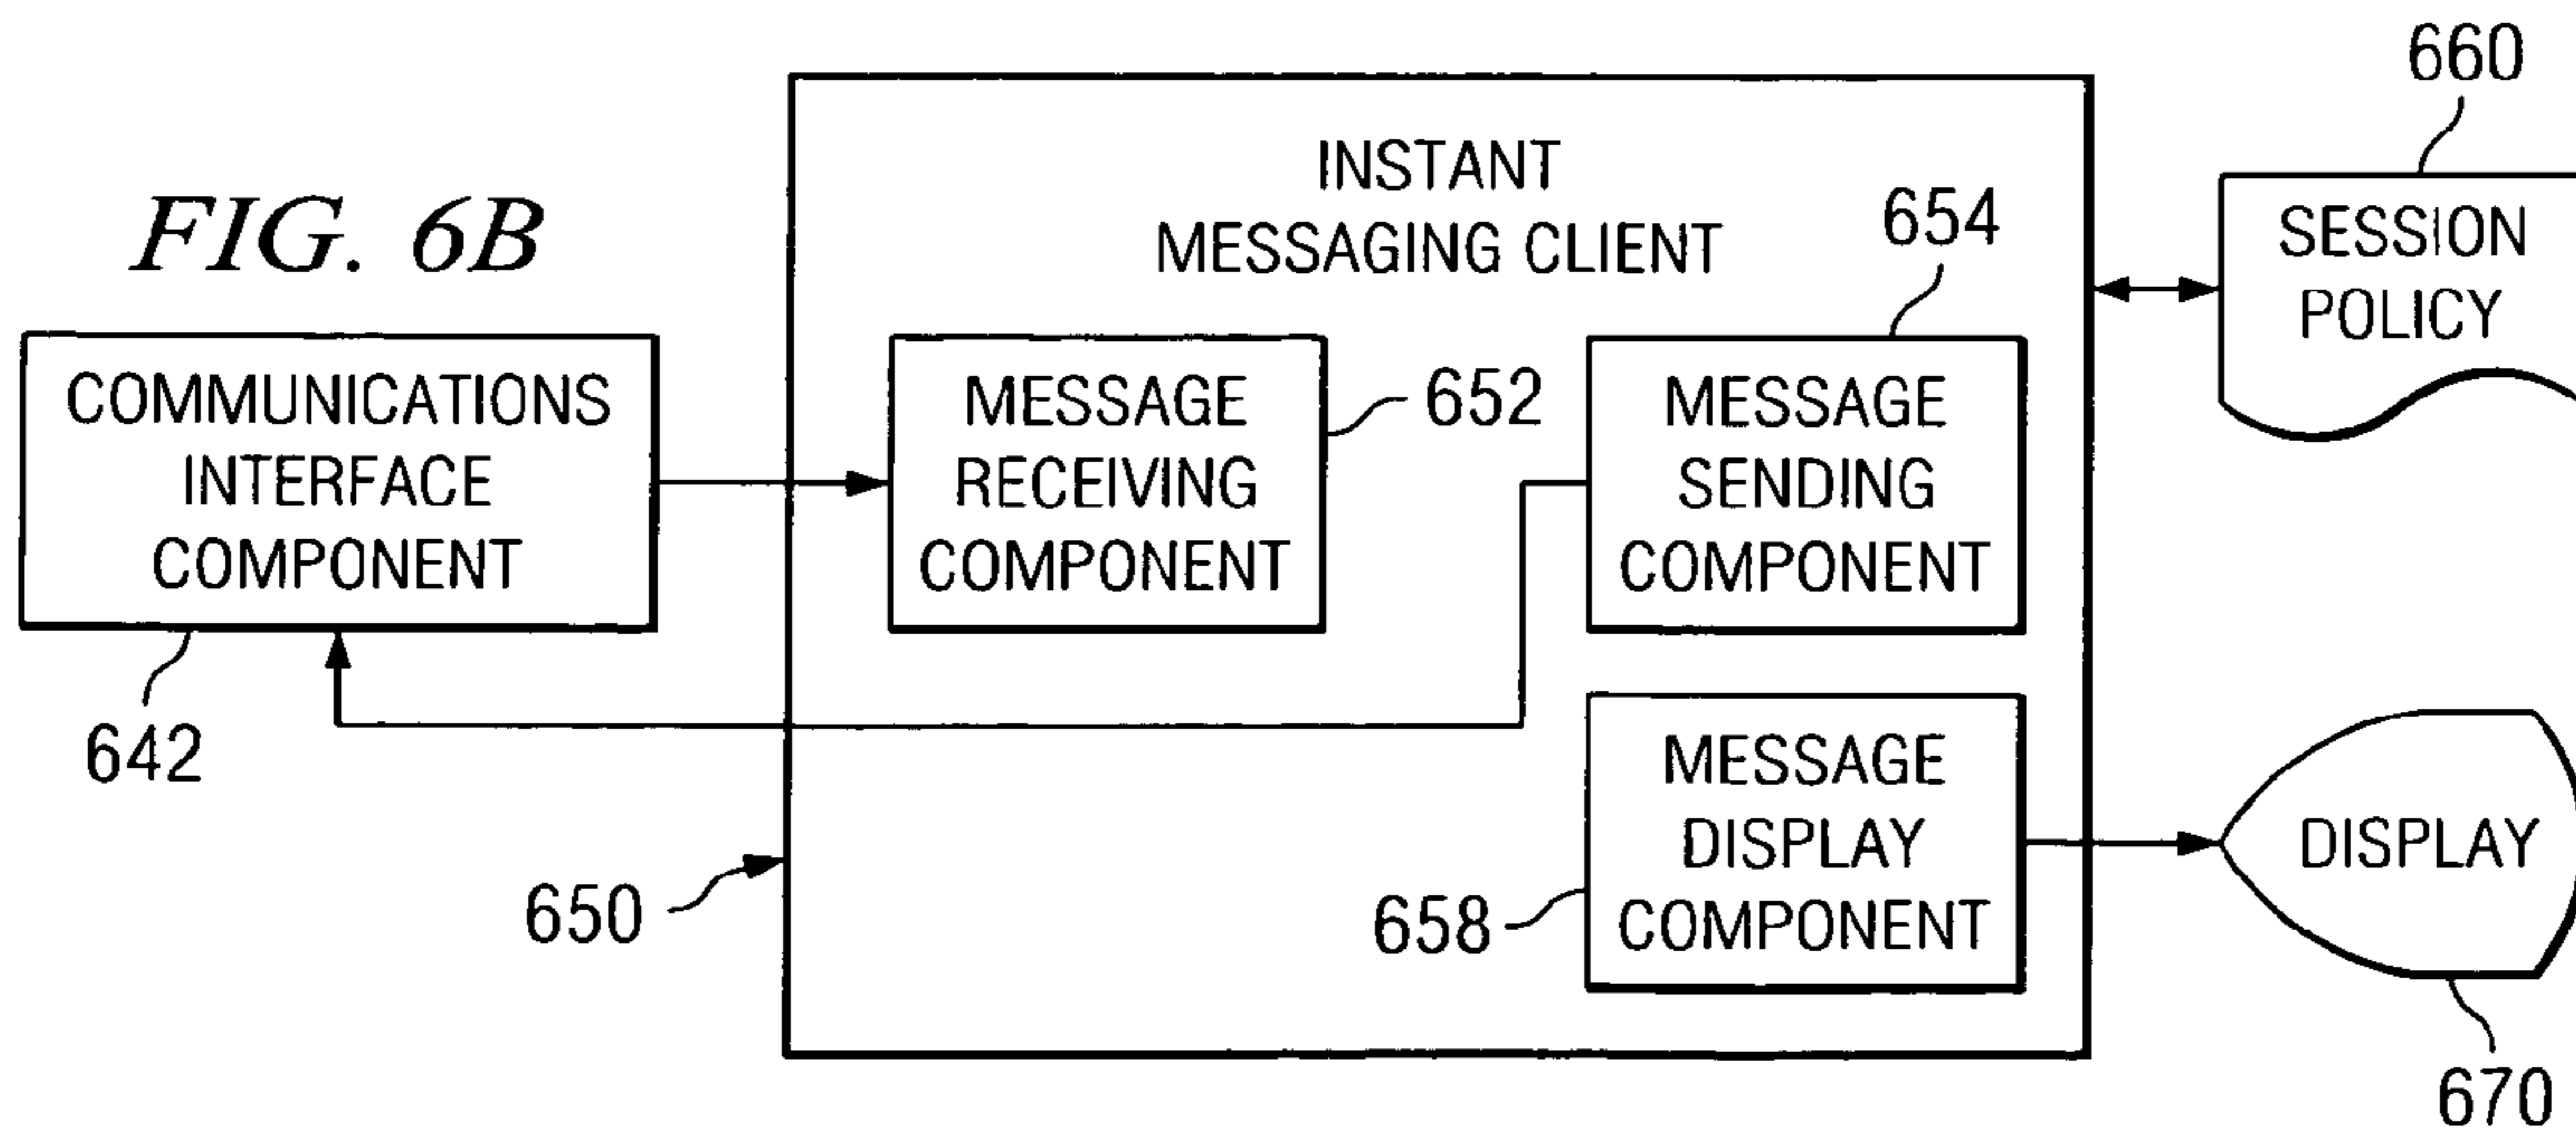 FIG. 6B
660
INSTANT
MESSAGING CLIENT
654
SESSION
POLICY
COMMUNICATIONS
INTERFACE
COMPONENT
642
MESSAGE
RECEIVING
COMPONENT
652
MESSAGE
SENDING
COMPONENT
650
658
MESSAGE
DISPLAY
COMPONENT
DISPLAY
670